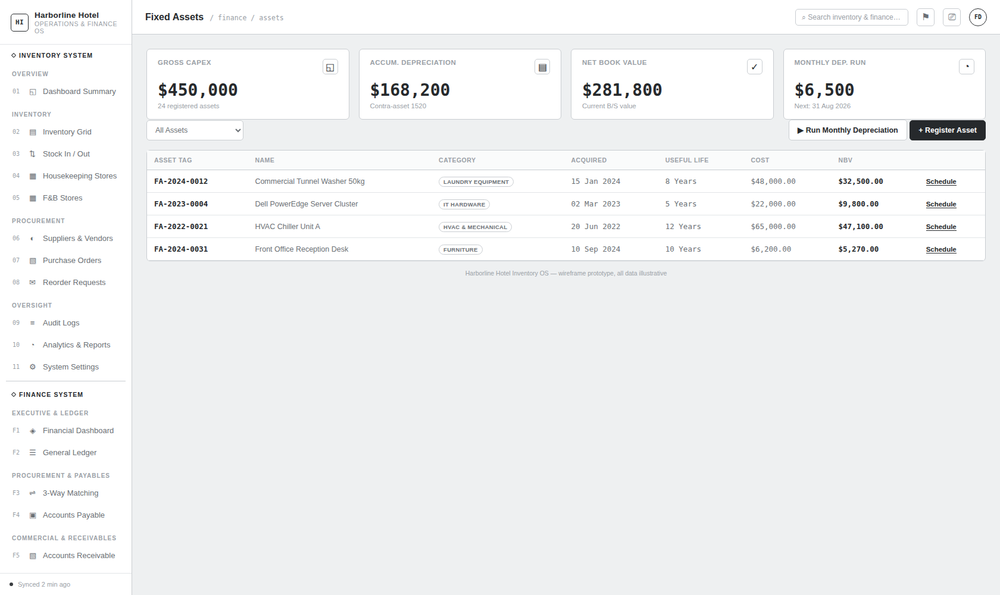 HI
Harborline Hotel
OPERATIONS & FINANCE
OS
◇ INVENTORY SYSTEM
OVERVIEW
01 Dashboard Summary
INVENTORY
02 Inventory Grid
03 Stock In / Out
04 Housekeeping Stores
05 F&B Stores
PROCUREMENT
06 Suppliers & Vendors
07 Purchase Orders
08 Reorder Requests
OVERSIGHT
09 Audit Logs
10 Analytics & Reports
11 System Settings
◇ FINANCE SYSTEM
EXECUTIVE & LEDGER
F1 Financial Dashboard
F2 General Ledger
PROCUREMENT & PAYABLES
F3 3-Way Matching
F4 Accounts Payable
COMMERCIAL & RECEIVABLES
F5 Accounts Receivable
Synced 2 min ago
Fixed Assets / finance / assets
Search inventory & finance…
FD
GROSS CAPEX
$450,000
24 registered assets
ACCUM. DEPRECIATION
$168,200
Contra-asset 1520
NET BOOK VALUE
$281,800
Current B/S value
MONTHLY DEP. RUN
$6,500
Next: 31 Aug 2026
All Assets
▶ Run Monthly Depreciation
+ Register Asset
ASSET TAG NAME CATEGORY ACQUIRED USEFUL LIFE COST NBV
FA-2024-0012 Commercial Tunnel Washer 50kg LAUNDRY EQUIPMENT 15 Jan 2024 8 Years $48,000.00 $32,500.00 Schedule
FA-2023-0004 Dell PowerEdge Server Cluster IT HARDWARE 02 Mar 2023 5 Years $22,000.00 $9,800.00 Schedule
FA-2022-0021 HVAC Chiller Unit A HVAC & MECHANICAL 20 Jun 2022 12 Years $65,000.00 $47,100.00 Schedule
FA-2024-0031 Front Office Reception Desk FURNITURE 10 Sep 2024 10 Years $6,200.00 $5,270.00 Schedule
Harborline Hotel Inventory OS — wireframe prototype, all data illustrative